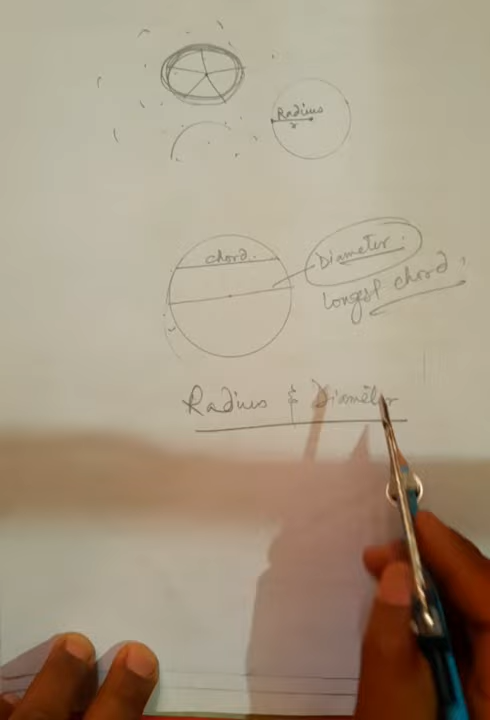 Radius
r
chord.
Diameter:
longest chord:
Radius & Diameter